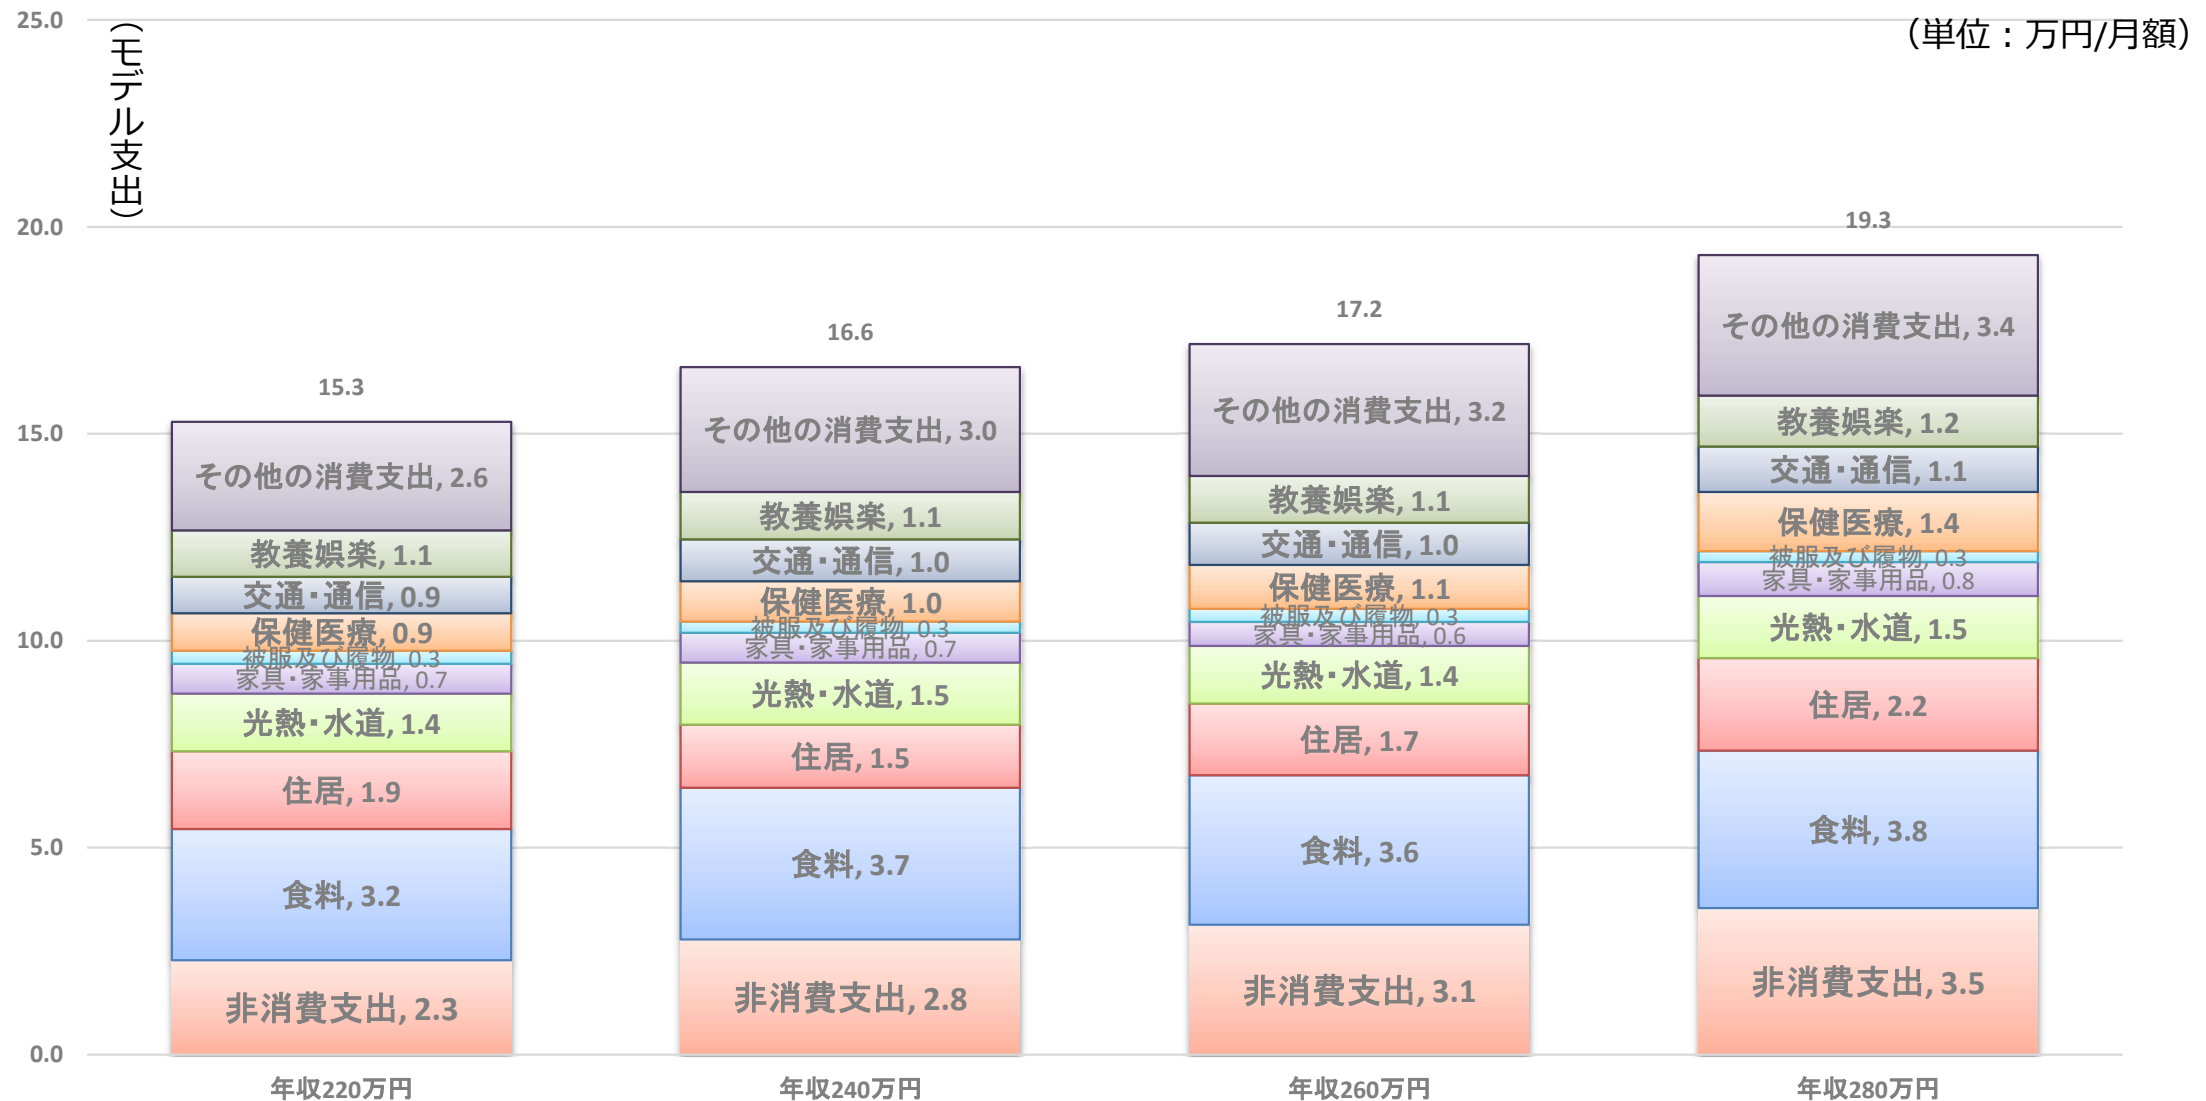 25.0
（モデル支出）
（単位：万円/月額）
20.0
15.0
10.0
5.0
0.0
15.3
その他の消費支出, 2.6
教養娯楽, 1.1
交通・通信, 0.9
保健医療, 0.9
被服及び履物, 0.3
家具・家事用品, 0.7
光熱・水道, 1.4
住居, 1.9
食料, 3.2
非消費支出, 2.3
年収220万円
16.6
その他の消費支出, 3.0
教養娯楽, 1.1
交通・通信, 1.0
保健医療, 1.0
被服及び履物, 0.3
家具・家事用品, 0.7
光熱・水道, 1.5
住居, 1.5
食料, 3.7
非消費支出, 2.8
年収240万円
17.2
その他の消費支出, 3.2
教養娯楽, 1.1
交通・通信, 1.0
保健医療, 1.1
被服及び履物, 0.3
家具・家事用品, 0.6
光熱・水道, 1.4
住居, 1.7
食料, 3.6
非消費支出, 3.1
年収260万円
19.3
その他の消費支出, 3.4
教養娯楽, 1.2
交通・通信, 1.1
保健医療, 1.4
被服及び履物, 0.3
家具・家事用品, 0.8
光熱・水道, 1.5
住居, 2.2
食料, 3.8
非消費支出, 3.5
年収280万円